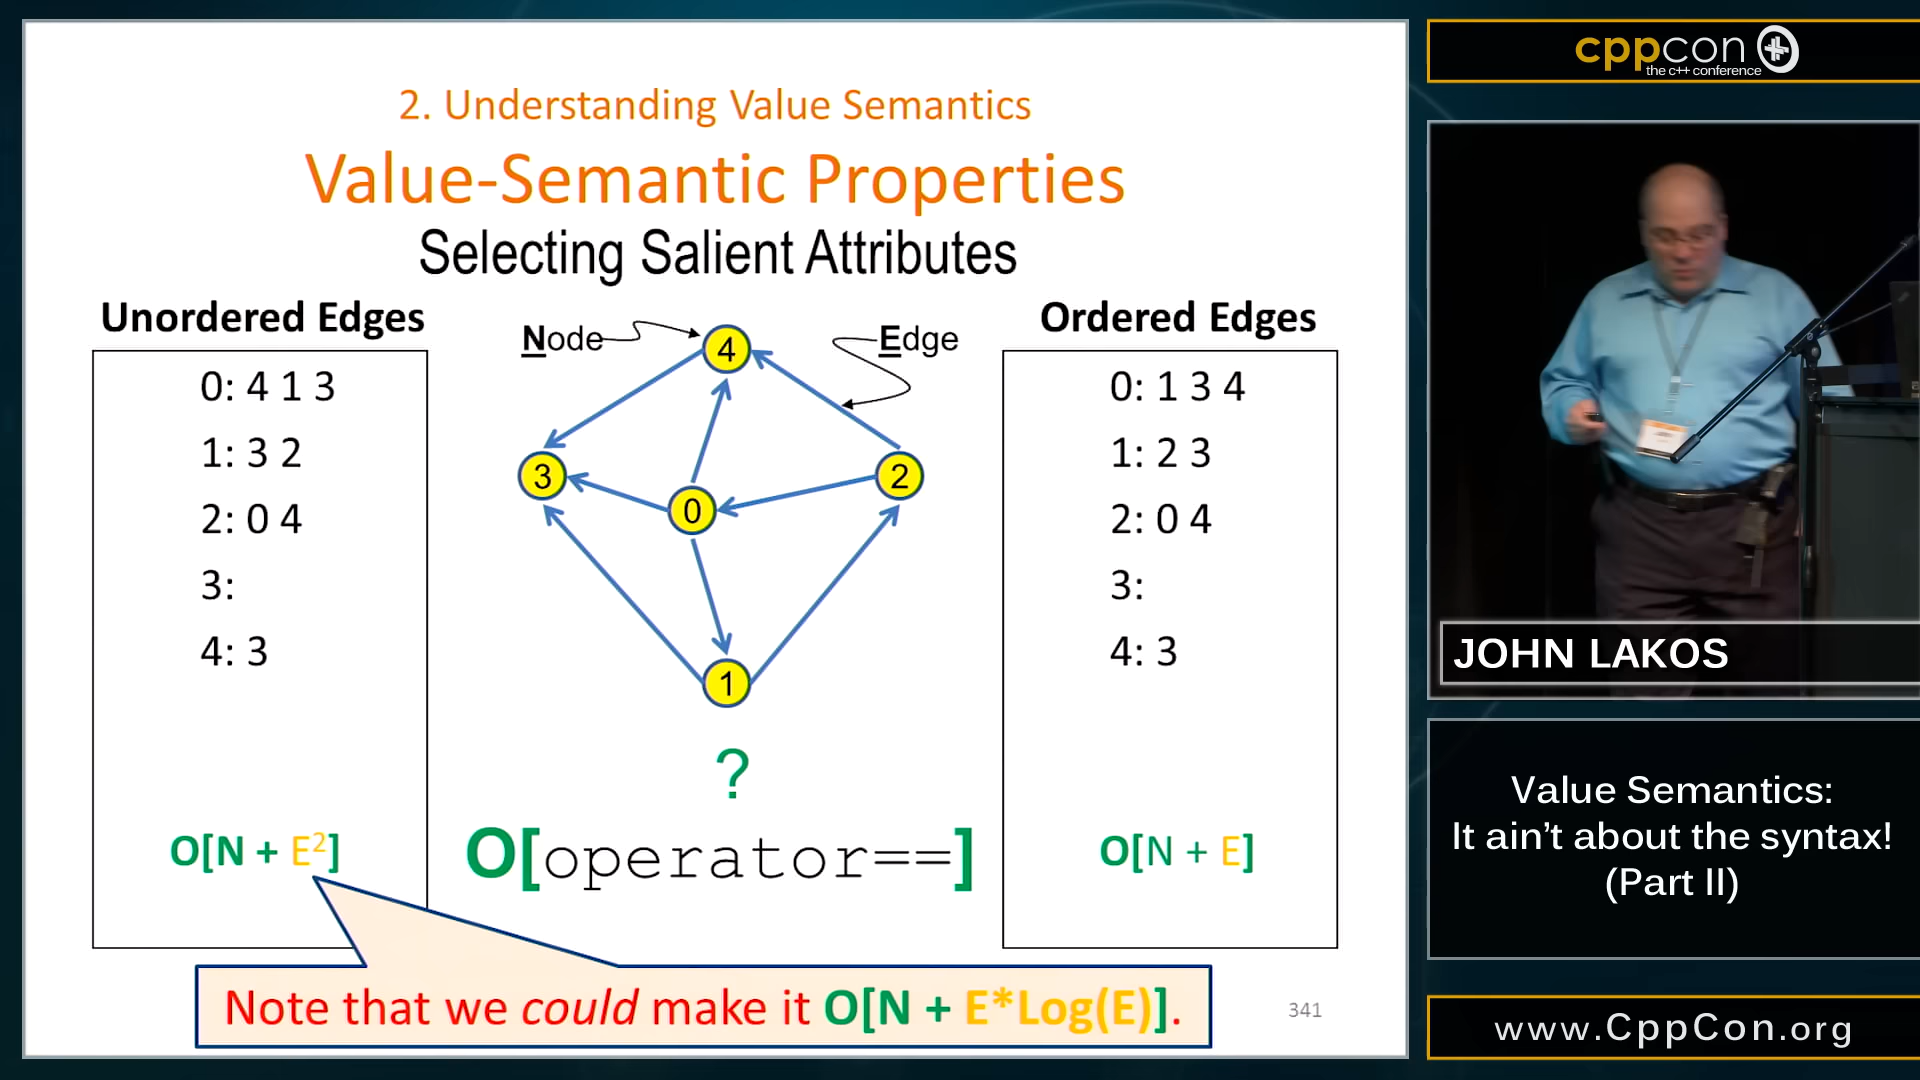 2. Understanding Value Semantics
Value-Semantic Properties
Selecting Salient Attributes
Unordered Edges
0: 4 1 3
1: 3 2
2: 0 4
3:
4: 3
O[N + E²]
Node
Edge
4
3
2
0
1
?
O[operator==]
Ordered Edges
0: 1 3 4
1: 2 3
2: 0 4
3:
4: 3
O[N + E]
Note that we could make it O[N + E*Log(E)].
341
cppcon
the c++ conference
JOHN LAKOS
Value Semantics:
It ain't about the syntax!
(Part II)
www.CppCon.org